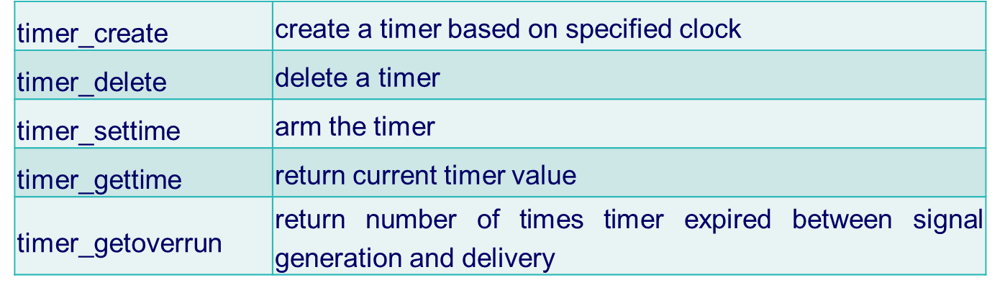 timer_create create a timer based on specified clock
timer_delete delete a timer
timer_settime arm the timer
timer_gettime return current timer value
timer_getoverrun return number of times timer expired between signal
generation and delivery